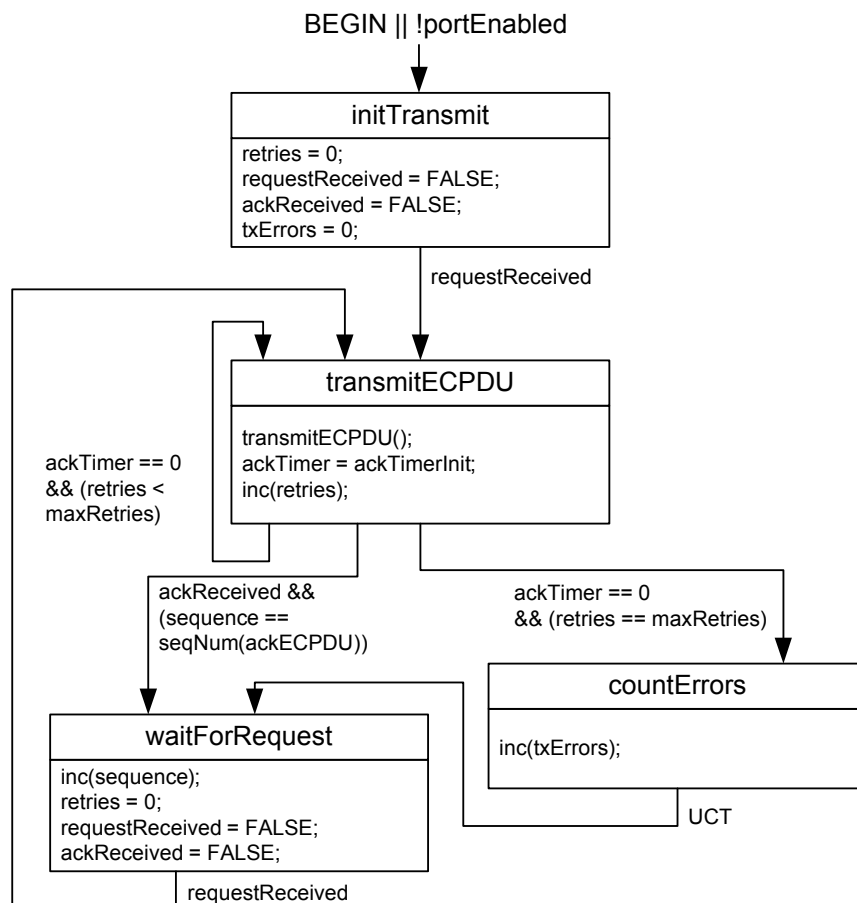 BEGIN || !portEnabled
initTransmit
retries = 0;
requestReceived = FALSE;
ackReceived = FALSE;
txErrors = 0;
requestReceived
transmitECPDU
transmitECPDU();
ackTimer = ackTimerInit;
inc(retries);
ackTimer == 0
&& (retries <
maxRetries)
ackReceived &&
(sequence ==
seqNum(ackECPDU))
ackTimer == 0
&& (retries == maxRetries)
countErrors
inc(txErrors);
UCT
waitForRequest
inc(sequence);
retries = 0;
requestReceived = FALSE;
ackReceived = FALSE;
requestReceived